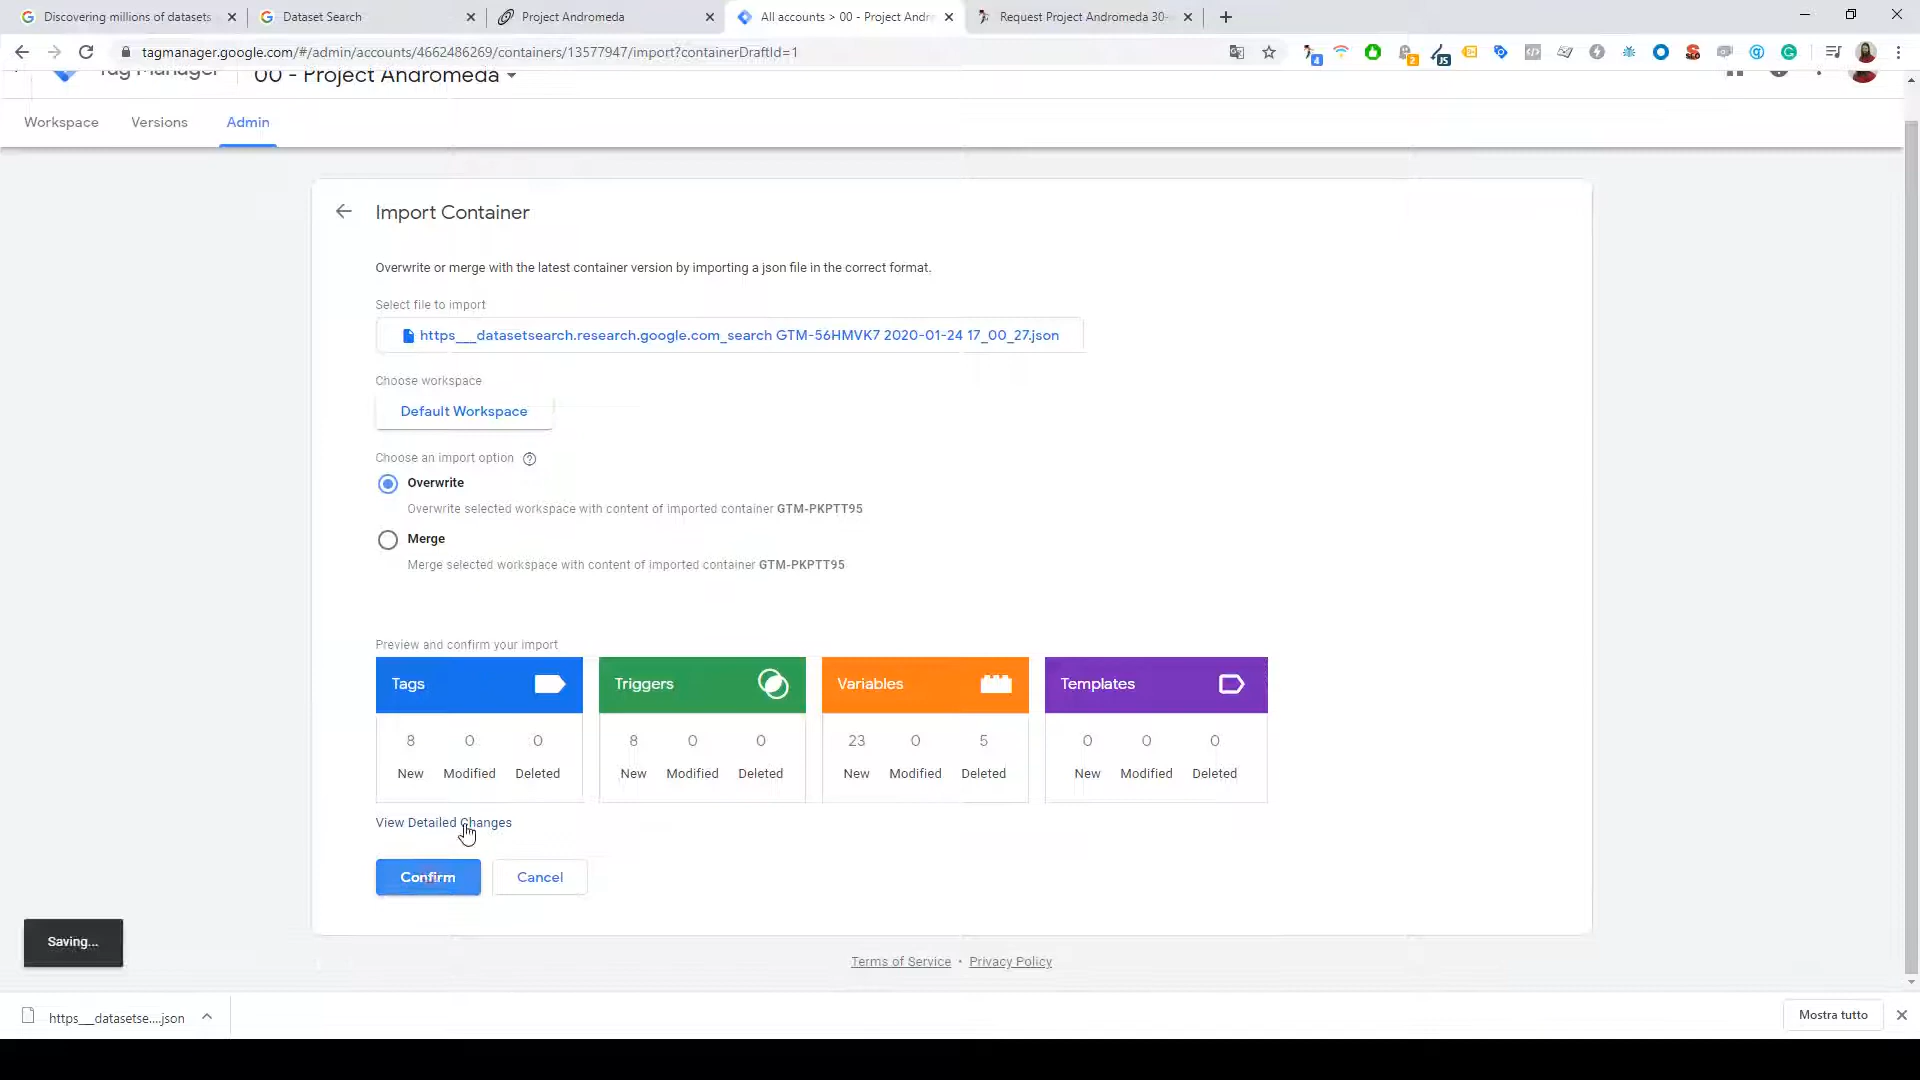 Discovering millions of datasets
Dataset Search
Project Andromeda
All accounts > 00 - Project Andr
Request Project Andromeda 30-
tagmanager.google.com/#/admin/accounts/4662486269/containers/13577947/import?containerDraftId=1
4
2
JS
Tag Manager
00 - Project Andromeda
Workspace
Versions
Admin
Import Container
Overwrite or merge with the latest container version by importing a json file in the correct format.
Select file to import
https___datasetsearch.research.google.com_search GTM-56HMVK7 2020-01-24 17_00_27.json
Choose workspace
Default Workspace
Choose an import option
Overwrite
Overwrite selected workspace with content of imported container GTM-PKPTT95
Merge
Merge selected workspace with content of imported container GTM-PKPTT95
Preview and confirm your import
Tags
Triggers
Variables
Templates
8 0 0 8 0 0 23 0 5 0 0 0
New Modified Deleted New Modified Deleted New Modified Deleted New Modified Deleted
View Detailed Changes
Confirm
Cancel
Saving...
Terms of Service • Privacy Policy
https__datasetse....json
Mostra tutto